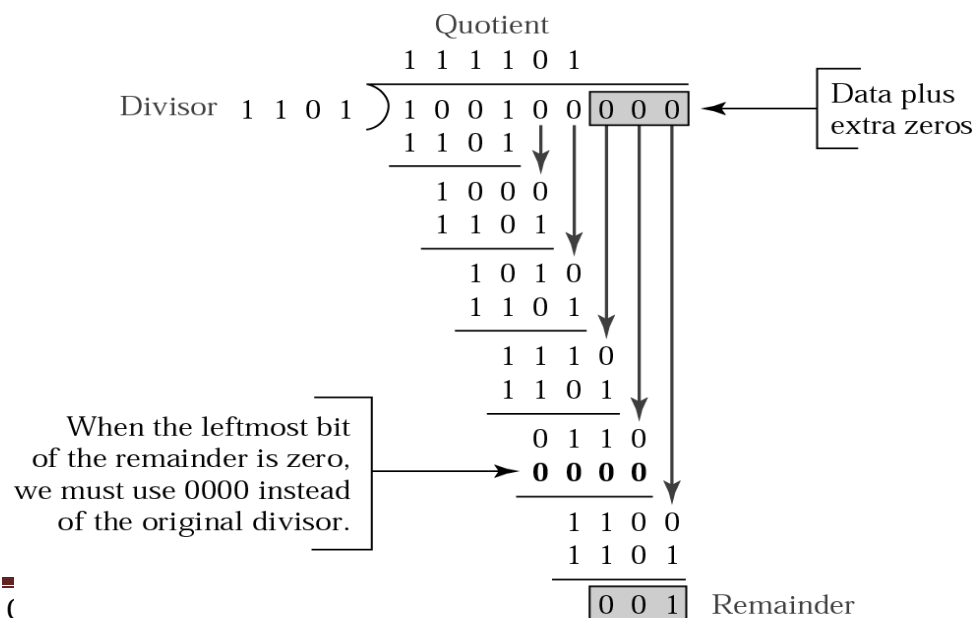 Quotient
1 1 1 1 0 1
Divisor 1 1 0 1 1 0 0 1 0 0 0 0 0
Data plus
extra zeros
1 1 0 1
1 0 0 0
1 1 0 1
1 0 1 0
1 1 0 1
1 1 1 0
1 1 0 1
When the leftmost bit
of the remainder is zero,
we must use 0000 instead
of the original divisor.
0 1 1 0
0 0 0 0
1 1 0 0
1 1 0 1
0 0 1 Remainder